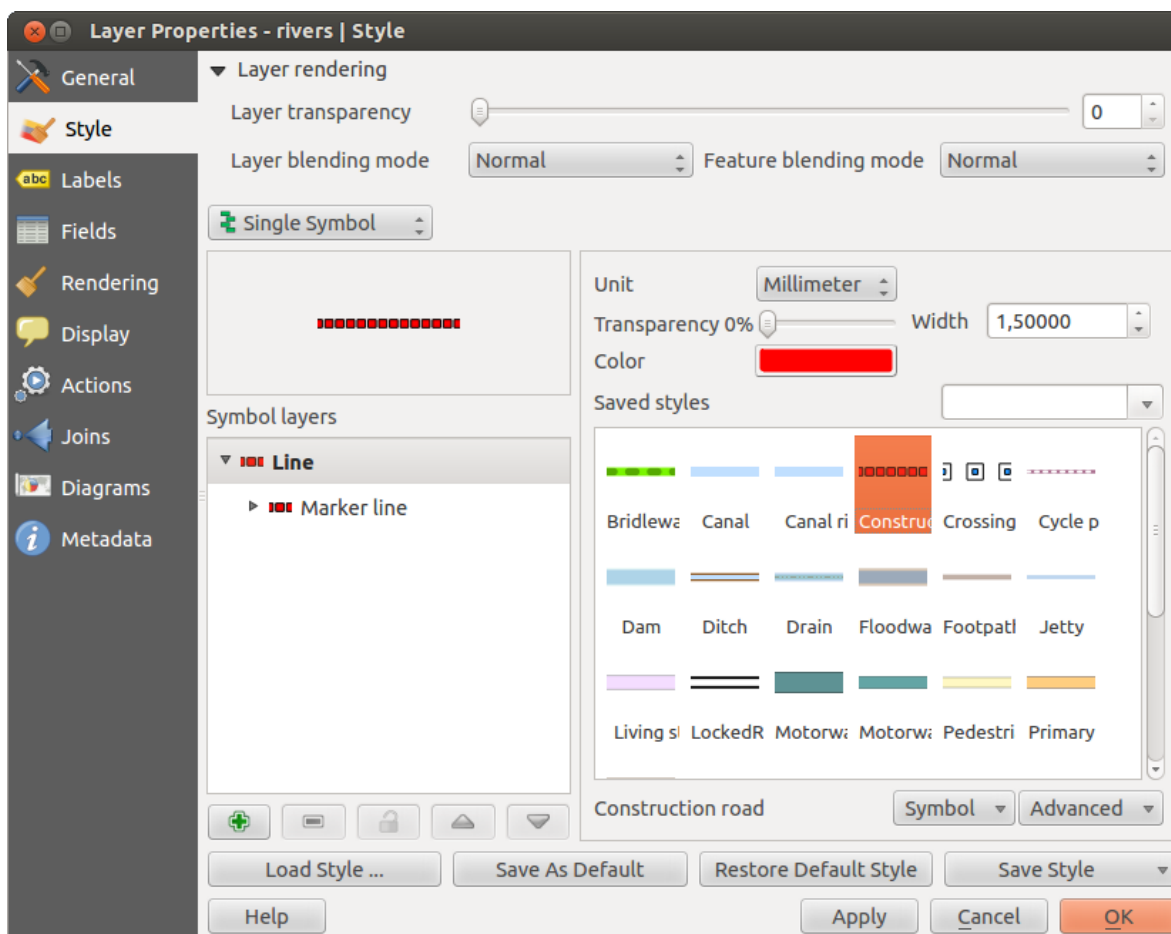 Layer Properties - rivers | Style
General
Style
abc Labels
Fields
Rendering
Display
Actions
Joins
Diagrams
i Metadata
Layer rendering
Layer transparency 0
Layer blending mode Normal Feature blending mode Normal
Single Symbol
Unit Millimeter
Transparency 0% Width 1,50000
Color
Saved styles
Symbol layers
Line
Marker line
Bridlewa Canal Canal ri Construc Crossing Cycle p
Dam Ditch Drain Floodwa Footpath Jetty
Living st LockedR Motorwa Motorwa Pedestri Primary
Construction road Symbol Advanced
Load Style ... Save As Default Restore Default Style Save Style
Help Apply Cancel OK